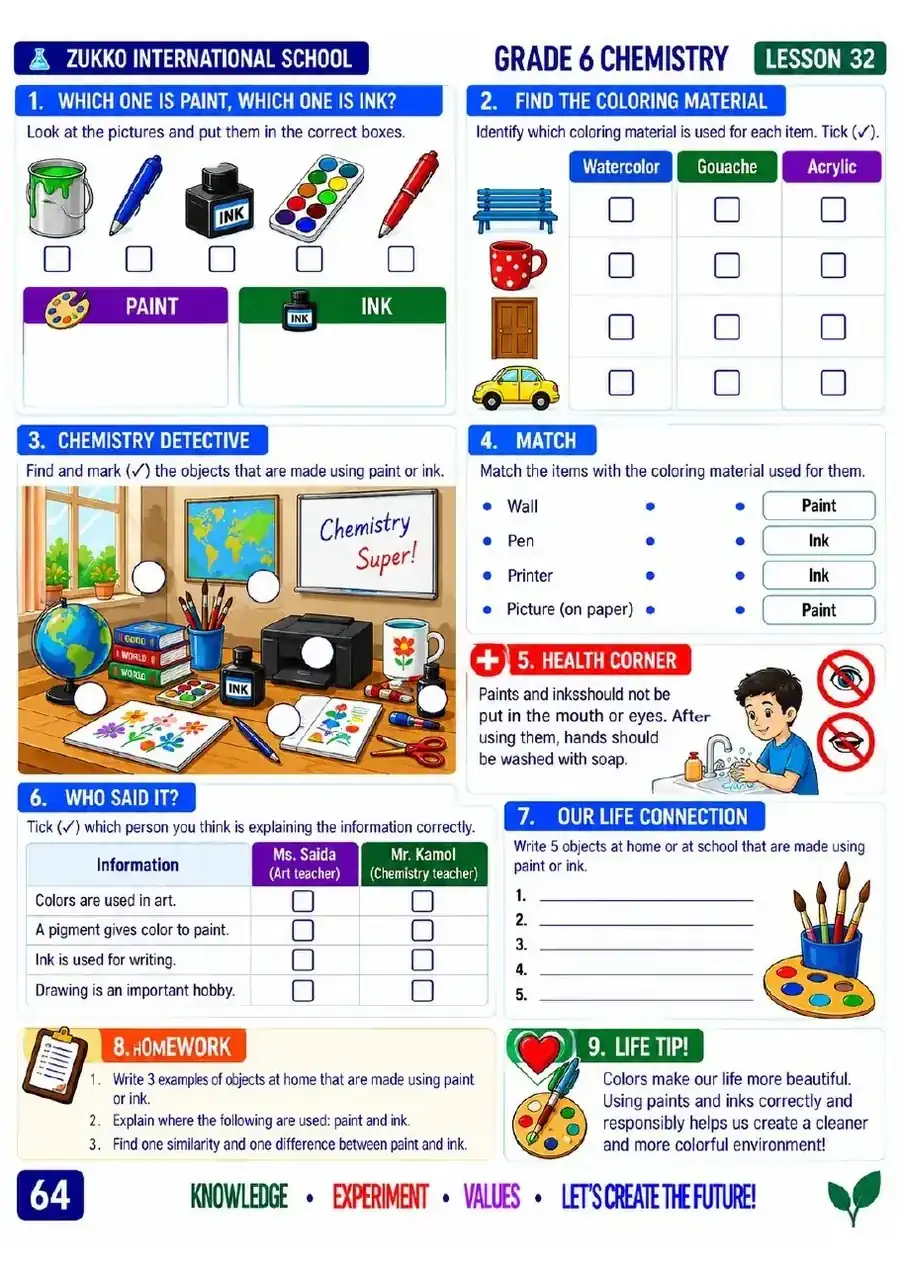 ZUKKO INTERNATIONAL SCHOOL
GRADE 6 CHEMISTRY
LESSON 32
1. WHICH ONE IS PAINT, WHICH ONE IS INK?
Look at the pictures and put them in the correct boxes.
INK
PAINT
INK
INK
2. FIND THE COLORING MATERIAL
Identify which coloring material is used for each item. Tick (✓).
Watercolor
Gouache
Acrylic
3. CHEMISTRY DETECTIVE
Find and mark (✓) the objects that are made using paint or ink.
Chemistry
Super!
WORLD
WORLD
INK
4. MATCH
Match the items with the coloring material used for them.
• Wall • • Paint
• Pen • • Ink
• Printer • • Ink
• Picture (on paper) • • Paint
5. HEALTH CORNER
Paints and inksshould not be
put in the mouth or eyes. After
using them, hands should
be washed with soap.
6. WHO SAID IT?
Tick (✓) which person you think is explaining the information correctly.
Information
Ms. Saida
(Art teacher)
Mr. Kamol
(Chemistry teacher)
Colors are used in art.
A pigment gives color to paint.
Ink is used for writing.
Drawing is an important hobby.
7. OUR LIFE CONNECTION
Write 5 objects at home or at school that are made using
paint or ink.
1.
2.
3.
4.
5.
8. HOMEWORK
1. Write 3 examples of objects at home that are made using paint
or ink.
2. Explain where the following are used: paint and ink.
3. Find one similarity and one difference between paint and ink.
9. LIFE TIP!
Colors make our life more beautiful.
Using paints and inks correctly and
responsibly helps us create a cleaner
and more colorful environment!
64
KNOWLEDGE • EXPERIMENT • VALUES • LET'S CREATE THE FUTURE!